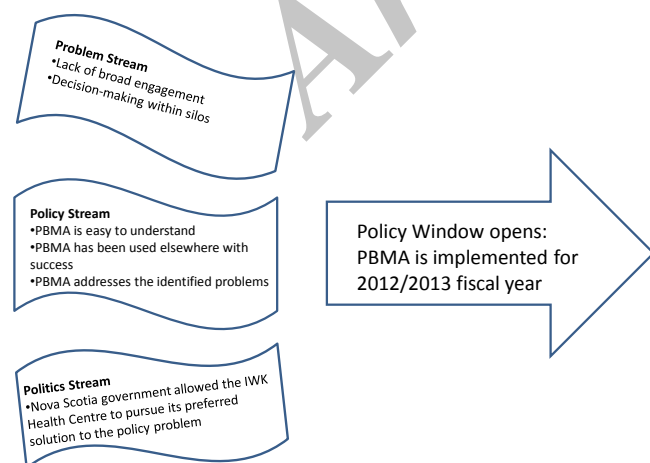 Problem Stream
•Lack of broad engagement
•Decision-making within silos
Policy Stream
•PBMA is easy to understand
•PBMA has been used elsewhere with
success
•PBMA addresses the identified problems
Politics Stream
•Nova Scotia government allowed the IWK
Health Centre to pursue its preferred
solution to the policy problem
Policy Window opens:
PBMA is implemented for
2012/2013 fiscal year